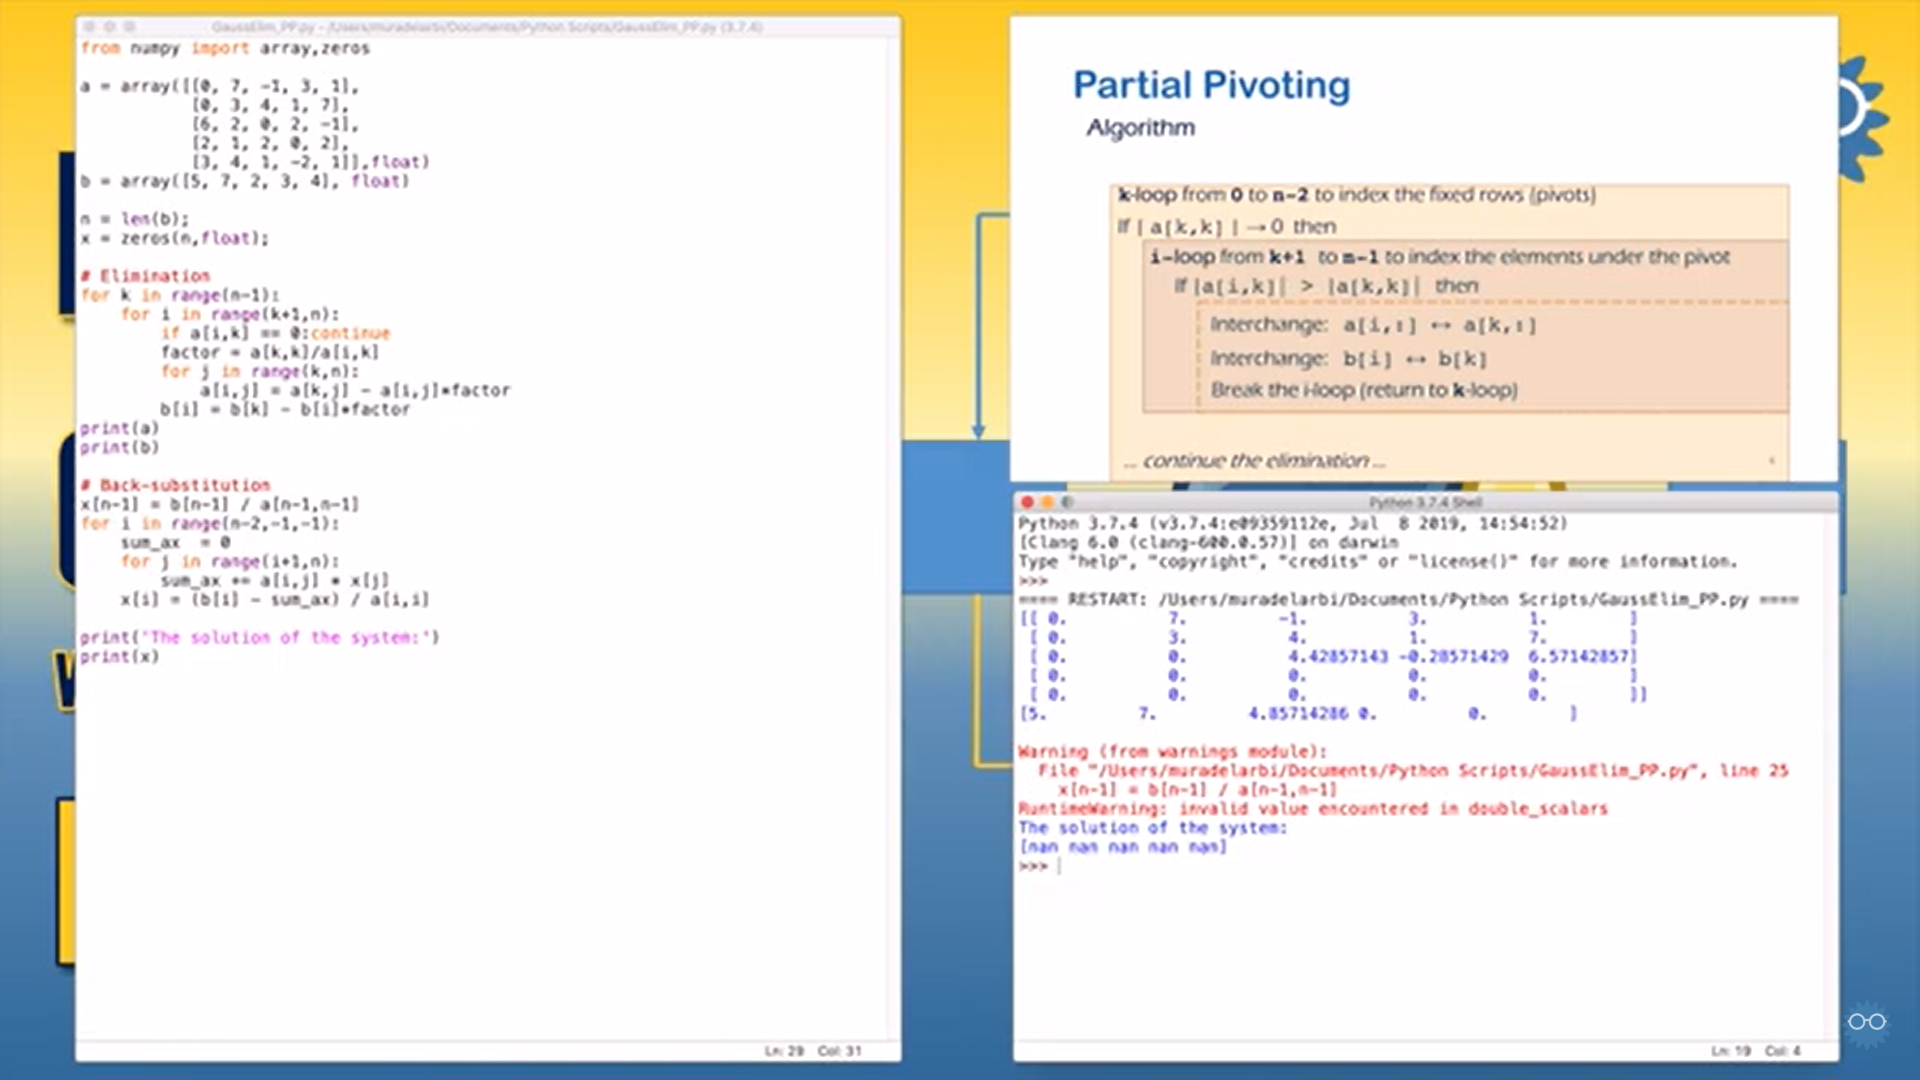 GaussElim_PP.py - /Users/muradelarbi/Documents/Python Scripts/GaussElim_PP.py (3.7.4)
from numpy import array,zeros
a = array([[0, 7, -1, 3, 1],
[0, 3, 4, 1, 7],
[6, 2, 0, 2, -1],
[2, 1, 2, 0, 2],
[3, 4, 1, -2, 1]],float)
b = array([5, 7, 2, 3, 4], float)
n = len(b);
x = zeros(n,float);
# Elimination
for k in range(n-1):
for i in range(k+1,n):
if a[i,k] == 0:continue
factor = a[k,k]/a[i,k]
for j in range(k,n):
a[i,j] = a[k,j] - a[i,j]*factor
b[i] = b[k] - b[i]*factor
print(a)
print(b)
# Back-substitution
x[n-1] = b[n-1] / a[n-1,n-1]
for i in range(n-2,-1,-1):
sum_ax = 0
for j in range(i+1,n):
sum_ax += a[i,j] * x[j]
x[i] = (b[i] - sum_ax) / a[i,i]
print('The solution of the system:')
print(x)
Ln: 29 Col: 31
Partial Pivoting
Algorithm
k-loop from 0 to n-2 to index the fixed rows (pivots)
If | a[k,k] | → 0 then
i-loop from k+1 to n-1 to index the elements under the pivot
If |a[i,k]| > |a[k,k]| then
Interchange: a[i,:] ↔ a[k,:]
Interchange: b[i] ↔ b[k]
Break the i-loop (return to k-loop)
... continue the elimination ...
Python 3.7.4 Shell
Python 3.7.4 (v3.7.4:e09359112e, Jul 8 2019, 14:54:52)
[Clang 6.0 (clang-600.0.57)] on darwin
Type "help", "copyright", "credits" or "license()" for more information.
>>>
==== RESTART: /Users/muradelarbi/Documents/Python Scripts/GaussElim_PP.py ====
[[ 0. 7. -1. 3. 1. ]
[ 0. 3. 4. 1. 7. ]
[ 0. 0. 4.42857143 -0.28571429 6.57142857]
[ 0. 0. 0. 0. 0. ]
[ 0. 0. 0. 0. 0. ]]
[5. 7. 4.85714286 0. 0. ]
Warning (from warnings module):
File "/Users/muradelarbi/Documents/Python Scripts/GaussElim_PP.py", line 25
x[n-1] = b[n-1] / a[n-1,n-1]
RuntimeWarning: invalid value encountered in double_scalars
The solution of the system:
[nan nan nan nan nan]
>>>
Ln: 19 Col: 4